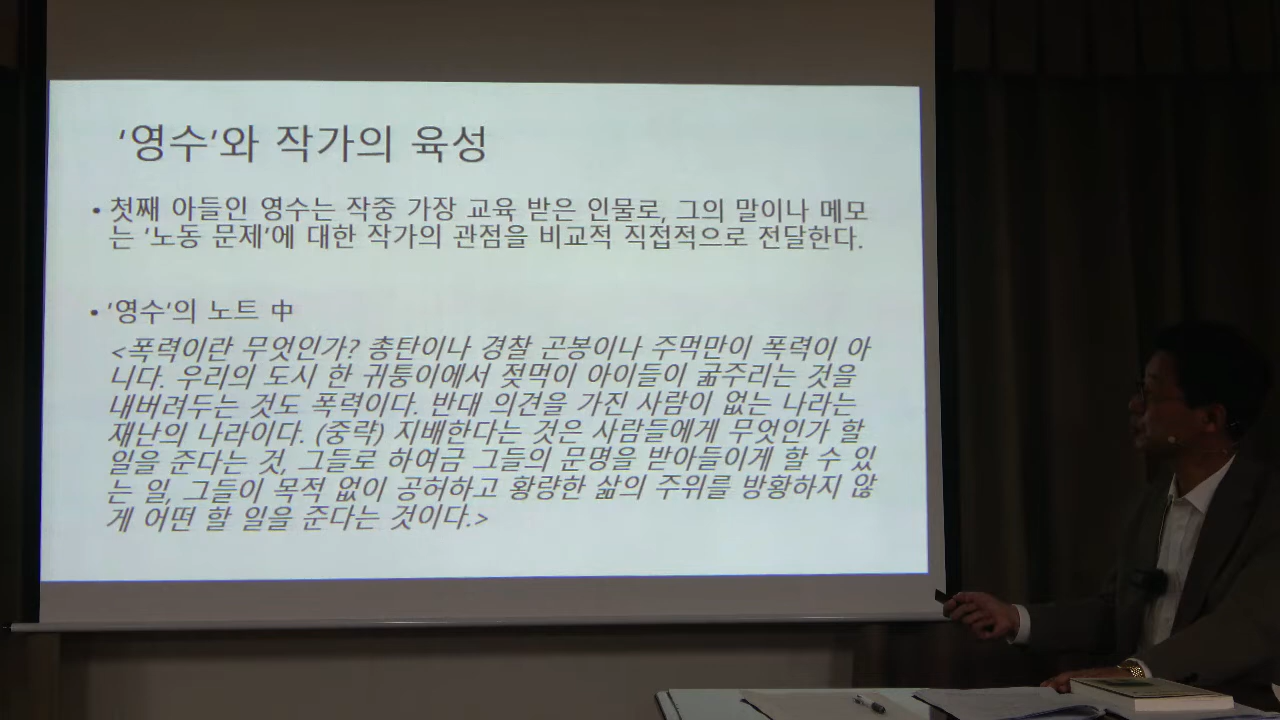 '영수'와 작가의 육성
• 첫째 아들인 영수는 작중 가장 교육 받은 인물로, 그의 말이나 메모
는 '노동 문제'에 대한 작가의 관점을 비교적 직접적으로 전달한다.
• '영수'의 노트 中
<폭력이란 무엇인가? 총탄이나 경찰 곤봉이나 주먹만이 폭력이 아
니다. 우리의 도시 한 귀퉁이에서 젖먹이 아이들이 굶주리는 것을
내버려두는 것도 폭력이다. 반대 의견을 가진 사람이 없는 나라는
재난의 나라이다. (중략) 지배한다는 것은 사람들에게 무엇인가 할
일을 준다는 것, 그들로 하여금 그들의 문명을 받아들이게 할 수 있
는 일, 그들이 목적 없이 공허하고 황량한 삶의 주위를 방황하지 않
게 어떤 할 일을 준다는 것이다.>